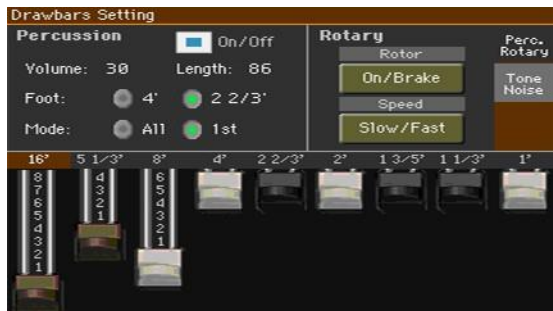 Drawbars Setting
Percussion
On/Off
Volume: 30 Length: 86
Foot: 4' 2 2/3'
Mode: All 1st
Rotary
Rotor
On/Brake
Speed
Slow/Fast
Perc.
Rotary
Tone
Noise
16' 5 1/3' 8' 4' 2 2/3' 2' 1 3/5' 1 1/3' 1'
8 4 6
7 3 5
6 2 4
5 1 3
4 2
3 1
2
1